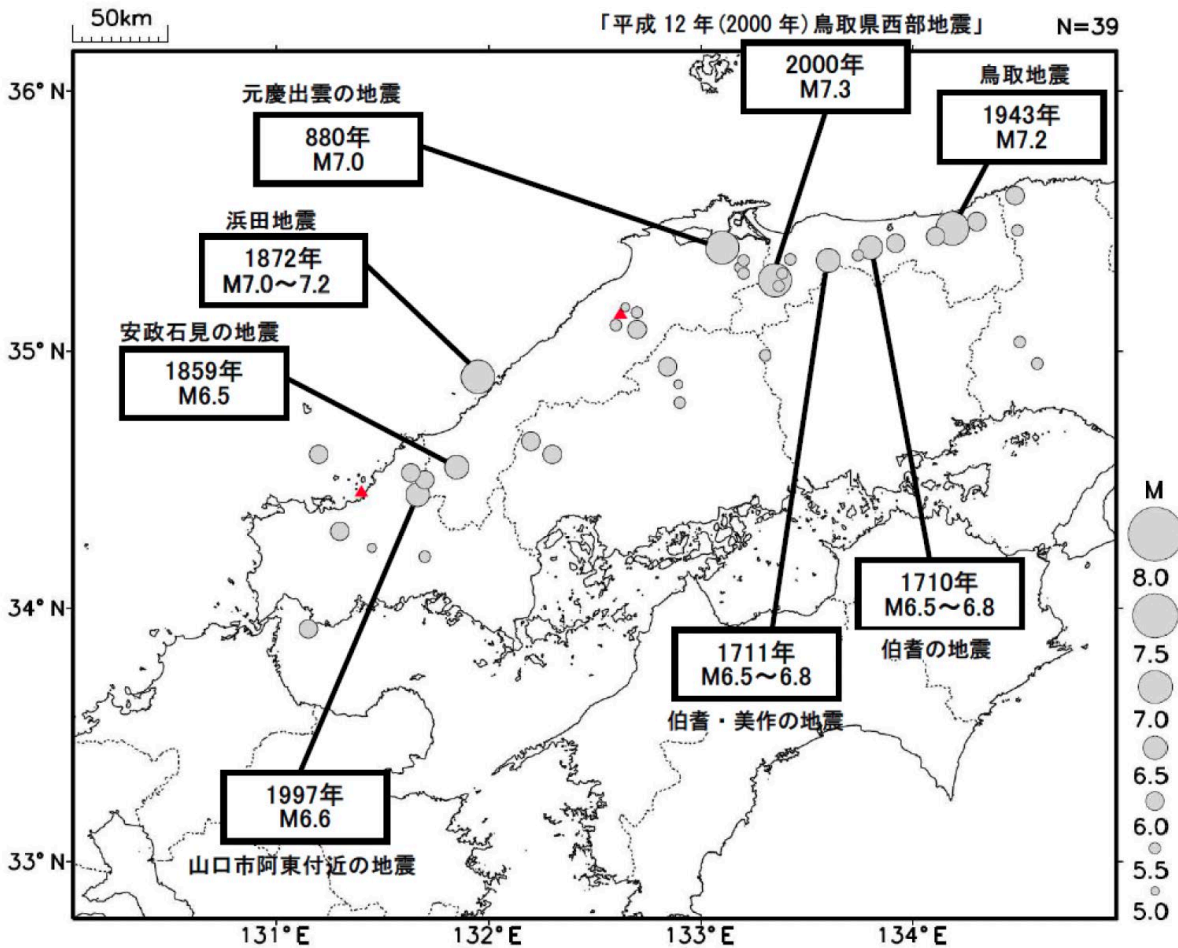 50km
「平成12年(2000年)鳥取県西部地震」
N=39
2000年
M7.3
鳥取地震
1943年
M7.2
元慶出雲の地震
880年
M7.0
浜田地震
1872年
M7.0～7.2
安政石見の地震
1859年
M6.5
1710年
M6.5～6.8
伯耆の地震
1711年
M6.5～6.8
伯耆・美作の地震
1997年
M6.6
山口市阿東付近の地震
36°N
35°N
34°N
33°N
131°E
132°E
133°E
134°E
M
8.0
7.5
7.0
6.5
6.0
5.5
5.0